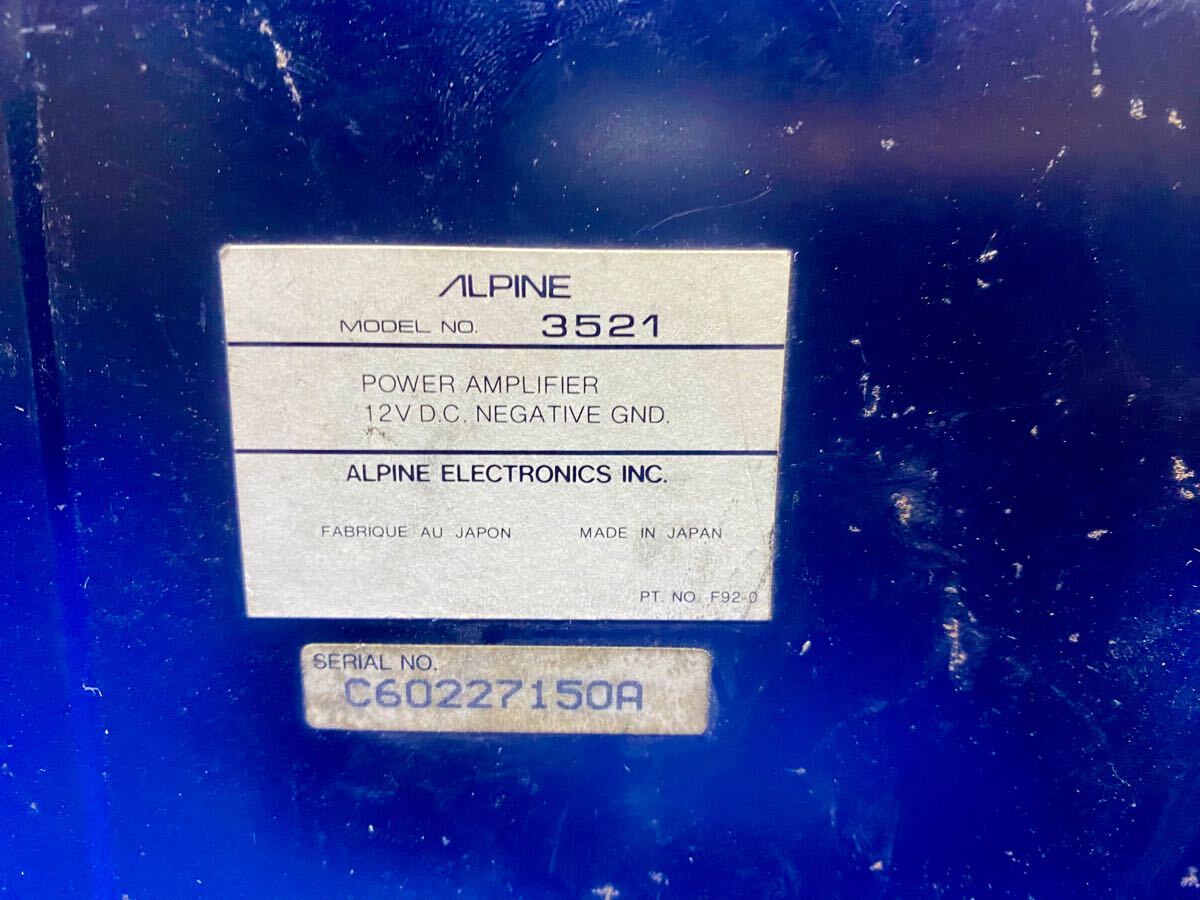 ALPINE
MODEL NO. 3521
POWER AMPLIFIER
12V D.C. NEGATIVE GND.
ALPINE ELECTRONICS INC.
FABRIQUE AU JAPON MADE IN JAPAN
PT. NO. F92-0
SERIAL NO.
C60227150A